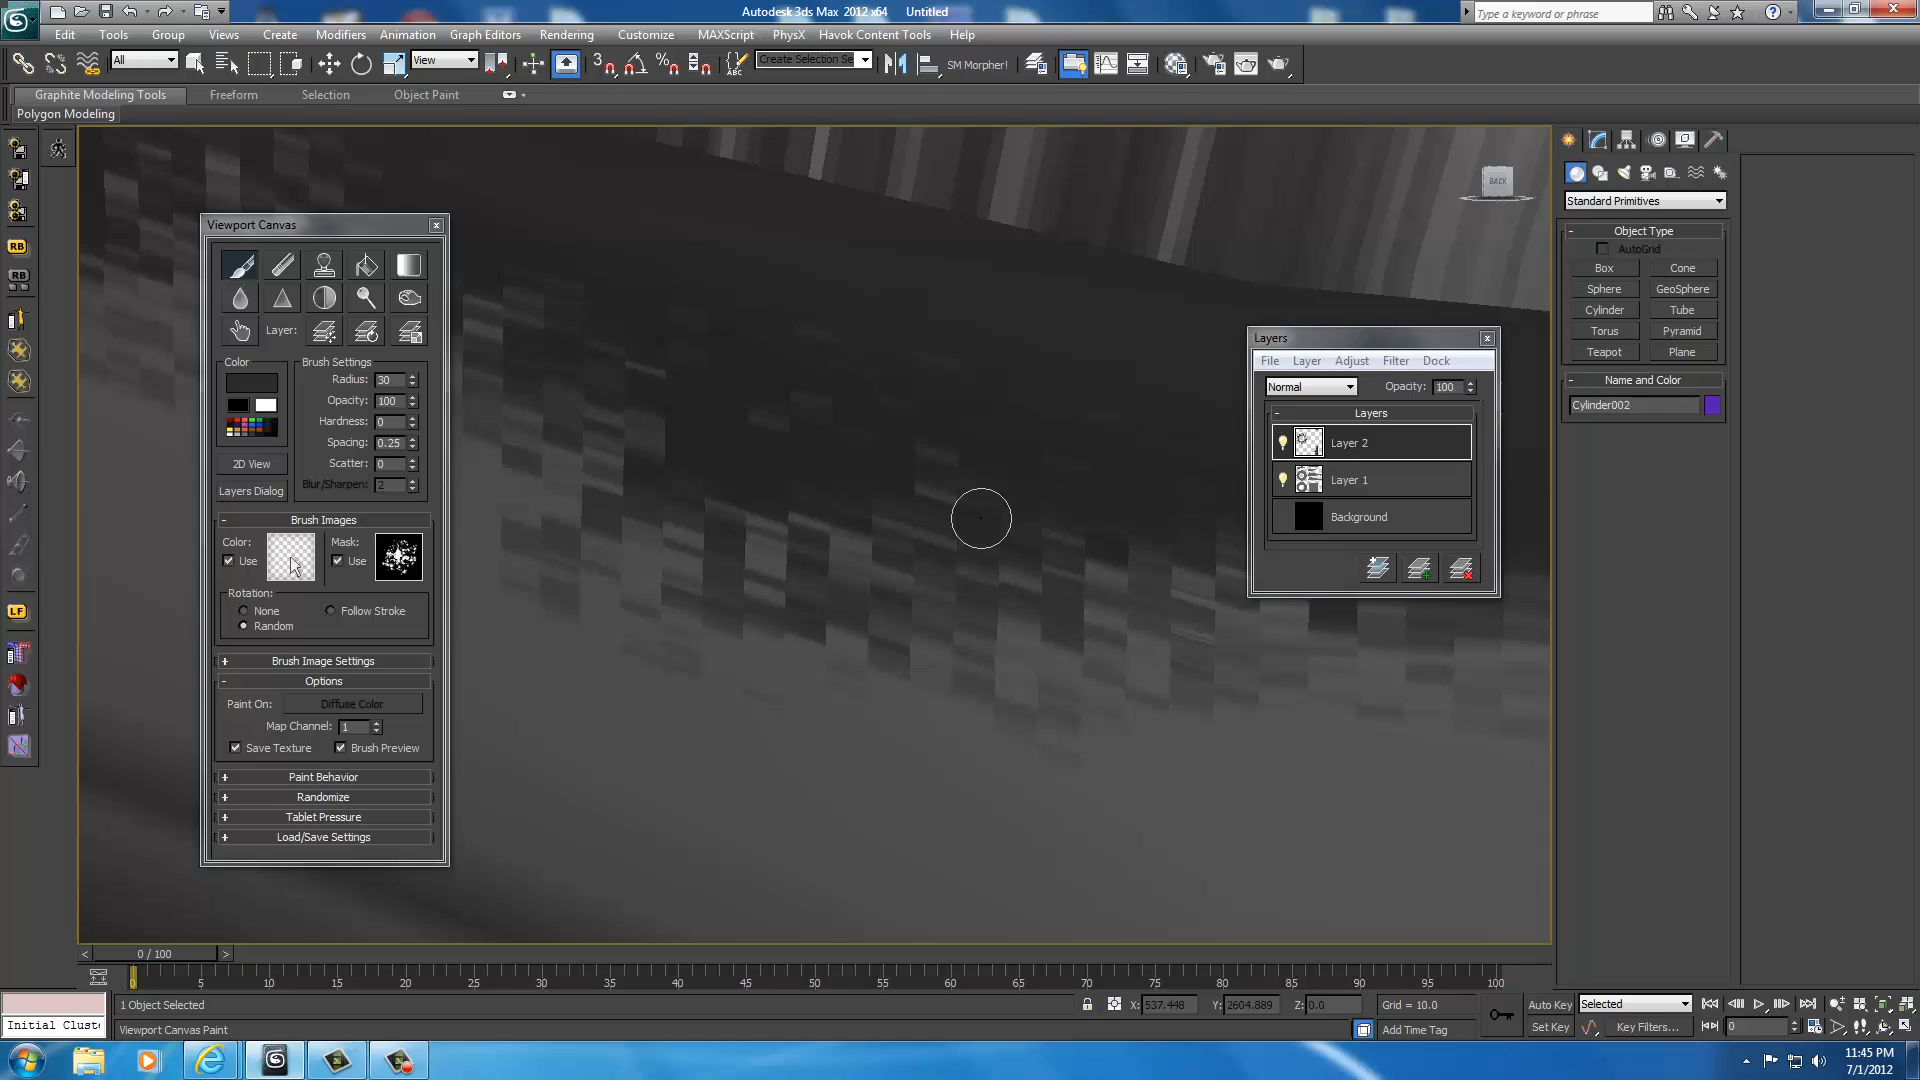 Autodesk 3ds Max 2012 x64 Untitled
Type a keyword or phrase
Edit Tools Group Views Create Modifiers Animation Graph Editors Rendering Customize MAXScript PhysX Havok Content Tools Help
All View 3 ABC Create Selection Se SM Morpher!
Graphite Modeling Tools Freeform Selection Object Paint
Polygon Modeling
BACK
RB
RB
LF
Viewport Canvas
Layer:
Color
Brush Settings
Radius: 30
Opacity: 100
Hardness: 0
Spacing: 0.25
Scatter: 0
Blur/Sharpen: 2
2D View
Layers Dialog
- Brush Images
Color: Mask:
Use Use
Rotation:
None Follow Stroke
Random
+ Brush Image Settings
- Options
Paint On: Diffuse Color
Map Channel: 1
Save Texture Brush Preview
+ Paint Behavior
+ Randomize
+ Tablet Pressure
+ Load/Save Settings
Layers
File Layer Adjust Filter Dock
Normal Opacity: 100
- Layers
Layer 2
Layer 1
Background
Standard Primitives
- Object Type
AutoGrid
Box Cone
Sphere GeoSphere
Cylinder Tube
Torus Pyramid
Teapot Plane
- Name and Color
Cylinder002
< 0 / 100 >
0 5 10 15 20 25 30 35 40 45 50 55 60 65 70 75 80 85 90 95 100
1 Object Selected X: 537.448 Y: 2604.889 Z: 0.0 Grid = 10.0 Auto Key Selected
Initial Cluste
Viewport Canvas Paint Add Time Tag Set Key Key Filters... 0
11:45 PM
7/1/2012